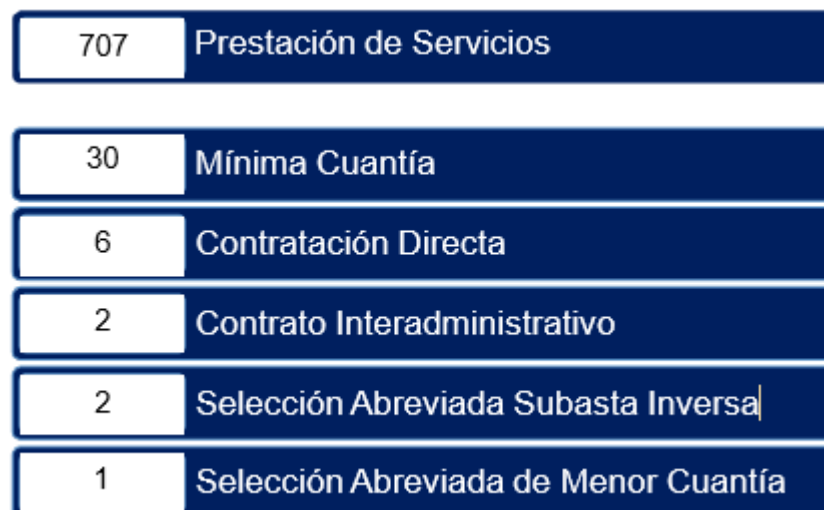 707 Prestación de Servicios
30 Mínima Cuantía
6 Contratación Directa
2 Contrato Interadministrativo
2 Selección Abreviada Subasta Inversa
1 Selección Abreviada de Menor Cuantía